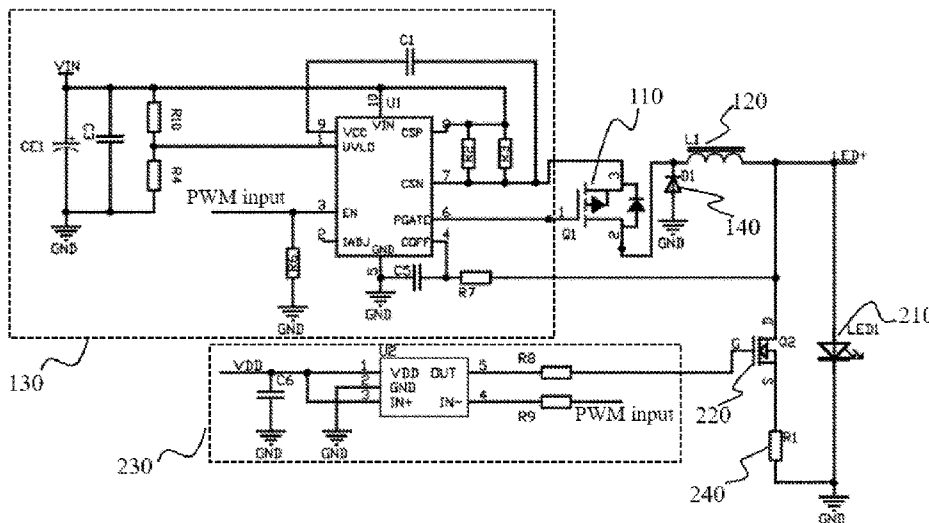 VIN
CE1
C3
R10
R4
GND
C1
U1
10
VIN
9
VCC
1
UVLO
CSP
8
CSN
7
PWM input
3
EN
2
IADJ
PGATE
6
COFF
4
GND
5
GND
C5
R7
GND
130
110
3
1
Q1
2
120
L1
D1
140
GND
LED+
210
LED1
D
G
Q2
S
220
R1
240
GND
230
VDD
C6
GND
GND
U2
1
VDD
OUT
5
R8
2
GND
3
IN+
IN-
4
R9
PWM input